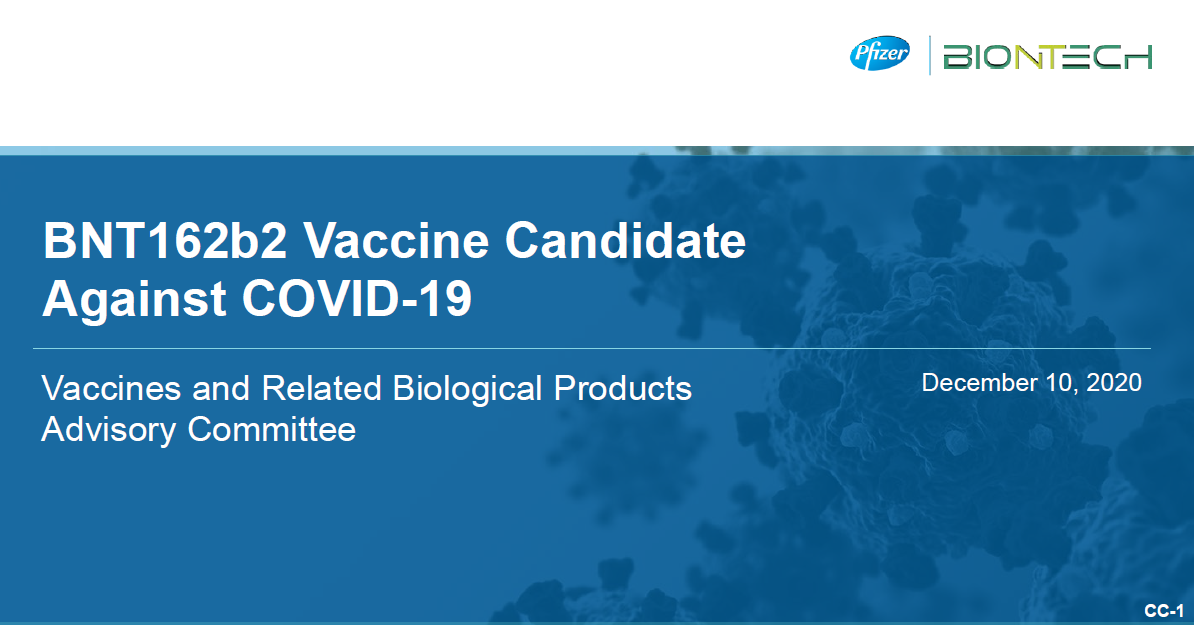 Pfizer
BIONTECH
BNT162b2 Vaccine Candidate
Against COVID-19
Vaccines and Related Biological Products
Advisory Committee
December 10, 2020
CC-1